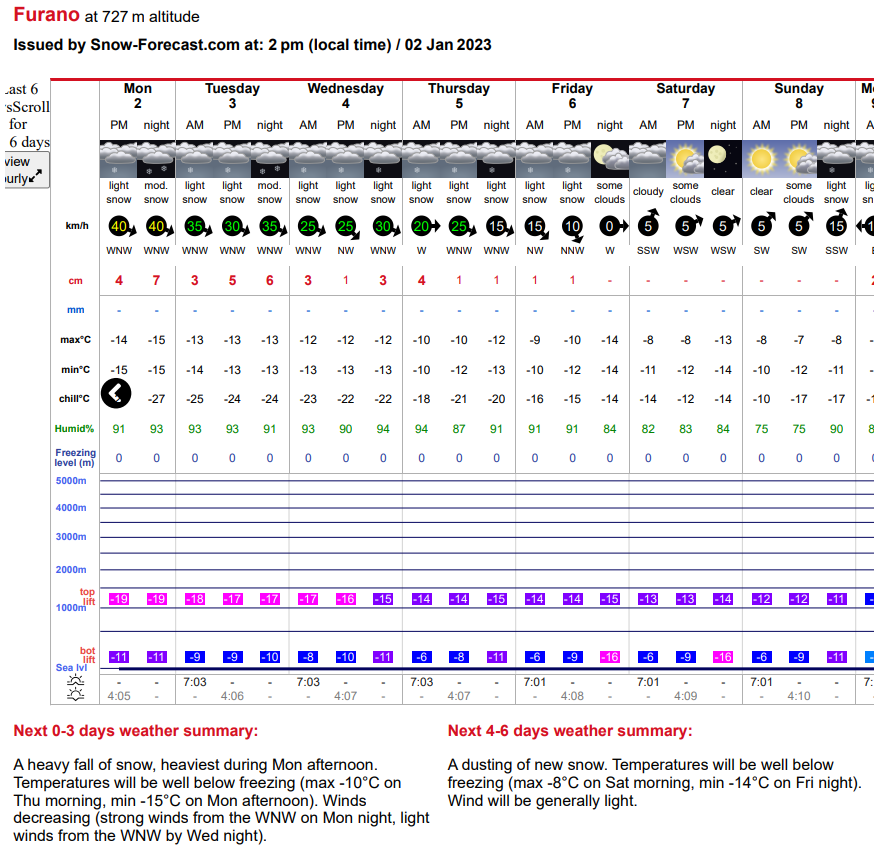 Furano at 727 m altitude
Issued by Snow-Forecast.com at: 2 pm (local time) / 02 Jan 2023
Mon Tuesday Wednesday Thursday Friday Saturday Sunday
2 3 4 5 6 7 8
PM night AM PM night AM PM night AM PM night AM PM night AM PM night AM PM night
for
6 days
view
light snow mod. snow light snow light snow mod. snow light snow light snow light snow light snow light snow light snow light snow light snow some clouds cloudy some clouds clear clear some clouds light snow
km/h 40 40 35 30 35 25 25 30 20 25 15 15 10 0 5 5 5 5 5 15
WNW WNW WNW WNW WNW WNW NW WNW W WNW WNW NW NNW W SSW WSW WSW SW SW SSW
cm 4 7 3 5 6 3 1 3 4 1 1 1 1 - - - - - - -
mm - - - - - - - - - - - - - - - - - - - -
max°C -14 -15 -13 -13 -13 -12 -12 -12 -10 -10 -12 -9 -10 -14 -8 -8 -13 -8 -7 -8
min°C -15 -15 -14 -13 -13 -13 -13 -13 -10 -12 -13 -10 -12 -14 -11 -12 -14 -10 -12 -11
chill°C -27 -25 -24 -24 -23 -22 -22 -18 -21 -20 -16 -15 -14 -14 -12 -14 -10 -17 -17
Humid% 91 93 93 93 91 93 90 94 94 87 91 91 91 84 82 83 84 75 75 90
Freezing
level (m) 0 0 0 0 0 0 0 0 0 0 0 0 0 0 0 0 0 0 0 0
5000m
4000m
3000m
2000m
top
lift -19 -19 -18 -17 -17 -17 -16 -15 -14 -14 -15 -14 -14 -15 -13 -13 -14 -12 -12 -11
1000m
bot
lift -11 -11 -9 -9 -10 -8 -10 -11 -6 -8 -11 -6 -9 -16 -6 -9 -16 -6 -9 -11
Sea lvl
- - 7:03 - - 7:03 - - 7:03 - - 7:01 - - 7:01 - - 7:01 - -
4:05 - - 4:06 - - 4:07 - - 4:07 - - 4:08 - - 4:09 - - 4:10 -
Next 0-3 days weather summary:
A heavy fall of snow, heaviest during Mon afternoon.
Temperatures will be well below freezing (max -10°C on
Thu morning, min -15°C on Mon afternoon). Winds
decreasing (strong winds from the WNW on Mon night, light
winds from the WNW by Wed night).
Next 4-6 days weather summary:
A dusting of new snow. Temperatures will be well below
freezing (max -8°C on Sat morning, min -14°C on Fri night).
Wind will be generally light.